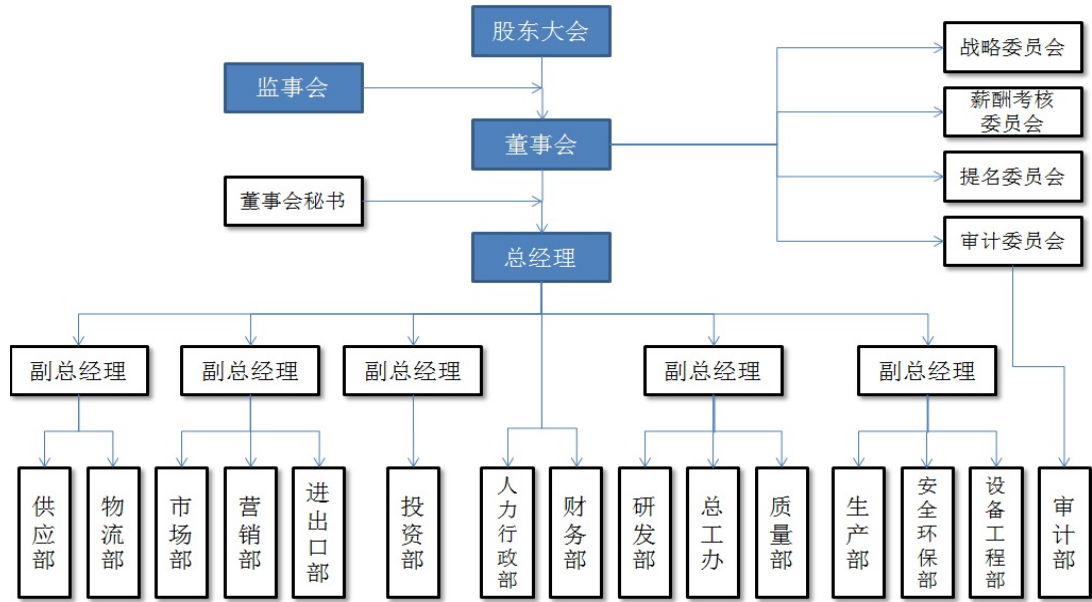 股东大会
战略委员会
监事会
薪酬考核
委员会
董事会
提名委员会
董事会秘书
审计委员会
总经理
副总经理
副总经理
副总经理
副总经理
副总经理
供应部
物流部
市场部
营销部
进出口部
投资部
人力行政部
财务部
研发部
总工办
质量部
生产部
安全环保部
设备工程部
审计部